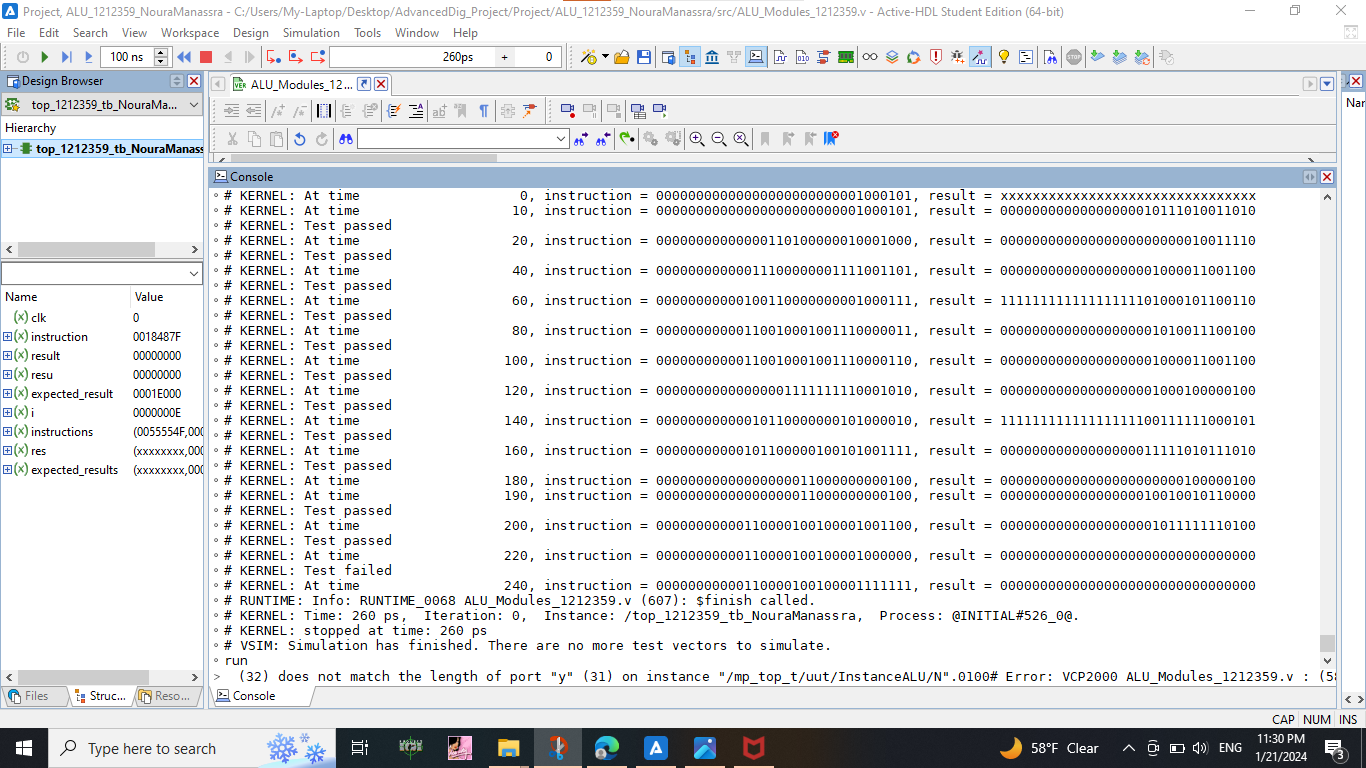 Project, ALU_1212359_NouraManassra - C:/Users/My-Laptop/Desktop/AdvancedDig_Project/Project/ALU_1212359_NouraManassra/src/ALU_Modules_1212359.v - Active-HDL Student Edition (64-bit)
File Edit Search View Workspace Design Simulation Tools Window Help
100 ns 260ps + 0
Design Browser
ALU_Modules_12...
top_1212359_tb_NouraMa...
Hierarchy
top_1212359_tb_NouraManass
Console
Name Value
clk 0
instruction 0018487F
result 00000000
resu 00000000
expected_result 0001E000
i 0000000E
instructions (0055554F,000
res (xxxxxxxx,000
expected_results (xxxxxxxx,000
# KERNEL: At time 0, instruction = 00000000000000000000000001000101, result = xxxxxxxxxxxxxxxxxxxxxxxxxxxxxxxx
# KERNEL: At time 10, instruction = 00000000000000000000000001000101, result = 00000000000000000010111010011010
# KERNEL: Test passed
# KERNEL: At time 20, instruction = 00000000000000110100000010001000, result = 00000000000000000000000010011110
# KERNEL: Test passed
# KERNEL: At time 40, instruction = 00000000000011100000001111001101, result = 00000000000000000001000011001100
# KERNEL: Test passed
# KERNEL: At time 60, instruction = 00000000000100110000000001000111, result = 11111111111111111101000101100110
# KERNEL: Test passed
# KERNEL: At time 80, instruction = 00000000000110010001001110000011, result = 00000000000000000001010011100100
# KERNEL: Test passed
# KERNEL: At time 100, instruction = 00000000000110010001001110000110, result = 00000000000000000001000011001100
# KERNEL: Test passed
# KERNEL: At time 120, instruction = 00000000000000001111111110001010, result = 00000000000000000001000100000100
# KERNEL: Test passed
# KERNEL: At time 140, instruction = 00000000000010110000000101000010, result = 11111111111111111100111111000101
# KERNEL: Test passed
# KERNEL: At time 160, instruction = 000000000000101100000100101001111, result = 00000000000000000011111010111010
# KERNEL: Test passed
# KERNEL: At time 180, instruction = 00000000000000000011000000000100, result = 00000000000000000000000100000100
# KERNEL: At time 190, instruction = 00000000000000000011000000000100, result = 00000000000000000010010010110000
# KERNEL: Test passed
# KERNEL: At time 200, instruction = 00000000000110000100100001001100, result = 00000000000000000001011111110100
# KERNEL: Test passed
# KERNEL: At time 220, instruction = 00000000000110000100100001000000, result = 00000000000000000000000000000000
# KERNEL: Test failed
# KERNEL: At time 240, instruction = 00000000000110000100100001111111, result = 00000000000000000000000000000000
# RUNTIME: Info: RUNTIME_0068 ALU_Modules_1212359.v (607): $finish called.
# KERNEL: Time: 260 ps, Iteration: 0, Instance: /top_1212359_tb_NouraManassra, Process: @INITIAL#526_0@.
# KERNEL: stopped at time: 260 ps
# VSIM: Simulation has finished. There are no more test vectors to simulate.
run
> (32) does not match the length of port "y" (31) on instance "/mp_top_t/uut/InstanceALU/N".0100# Error: VCP2000 ALU_Modules_1212359.v : (58
Files Struc... Reso...
Console
CAP NUM INS
Type here to search
58°F Clear
ENG
11:30 PM
1/21/2024
3